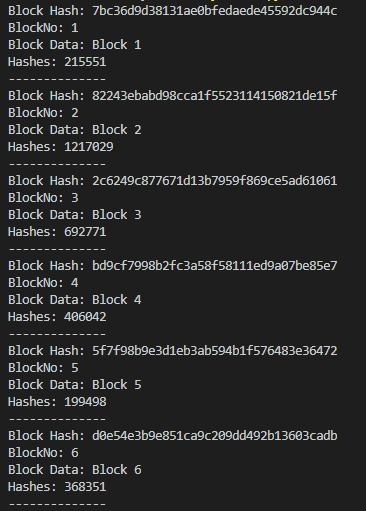 Block Hash: 7bc36d9d38131ae0bfedaede45592dc944c
BlockNo: 1
Block Data: Block 1
Hashes: 215551
--------------
Block Hash: 82243ebabd98cca1f5523114150821de15f
BlockNo: 2
Block Data: Block 2
Hashes: 1217029
--------------
Block Hash: 2c6249c877671d13b7959f869ce5ad61061
BlockNo: 3
Block Data: Block 3
Hashes: 692771
--------------
Block Hash: bd9cf7998b2fc3a58f58111ed9a07be85e7
BlockNo: 4
Block Data: Block 4
Hashes: 406042
--------------
Block Hash: 5f7f98b9e3d1eb3ab594b1f576483e36472
BlockNo: 5
Block Data: Block 5
Hashes: 199498
--------------
Block Hash: d0e54e3b9e851ca9c209dd492b13603cadb
BlockNo: 6
Block Data: Block 6
Hashes: 368351
--------------